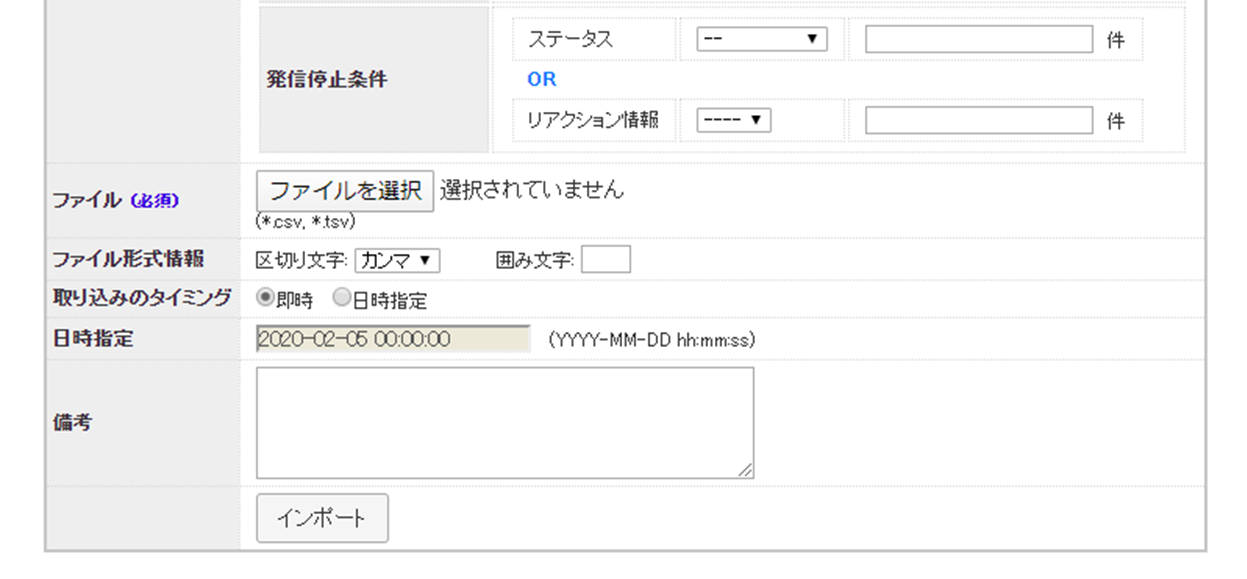 ステータス -- 件
発信停止条件
OR
リアクション情報 ---- 件
ファイル (必須) ファイルを選択 選択されていません
(*.csv, *.tsv)
ファイル形式情報 区切り文字: カンマ 囲み文字:
取り込みのタイミング 即時 日時指定
日時指定 2020-02-05 00:00:00 (YYYY-MM-DD hh:mm:ss)
備考
インポート